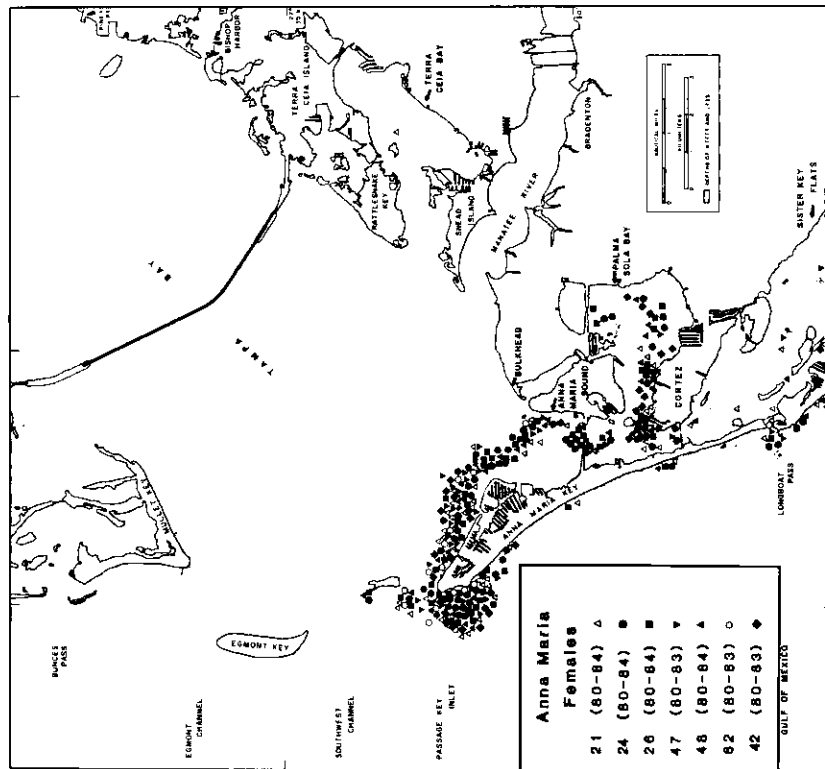 BISHOP
HARBOR
TERRA
CEIA ISLAND
TERRA
CEIA BAY
RATTLESNAKE
KEY
SNEAD
ISLAND
MANATEE RIVER
BRADENTON
TAMPA BAY
MULLET KEY
BUNCES
PASS
EGMONT KEY
EGMONT
CHANNEL
SOUTHWEST
CHANNEL
PASSAGE KEY
INLET
BULKHEAD
ANNA
MARIA
SOUND
PALMA
SOLA BAY
CORTEZ
ANNA MARIA KEY
LONGBOAT
PASS
SISTER KEY
FLATS
NAUTICAL MILES
KILOMETERS
GULF OF MEXICO
Anna Maria
Females
21 (80-84) △
24 (80-84) ●
26 (80-84) ■
47 (80-83) ▼
48 (80-84) ▲
62 (80-83) ○
42 (80-83) ◆